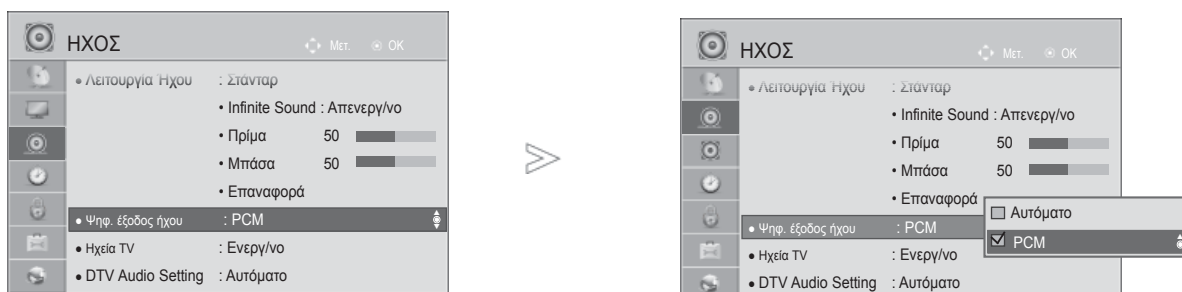 ΗΧΟΣ Μετ. OK
• Λειτουργία Ήχου : Στάνταρ
• Infinite Sound : Απενεργ/νο
• Πρίμα 50
• Μπάσα 50
• Επαναφορά
• Ψηφ. έξοδος ήχου : PCM
• Ηχεία TV : Ενεργ/νο
• DTV Audio Setting : Αυτόματο
ΗΧΟΣ Μετ. OK
• Λειτουργία Ήχου : Στάνταρ
• Infinite Sound : Απενεργ/νο
• Πρίμα 50
• Μπάσα 50
• Επαναφορά
Αυτόματο
• Ψηφ. έξοδος ήχου : PCM
PCM
• Ηχεία TV : Ενεργ/νο
• DTV Audio Setting : Αυτόματο